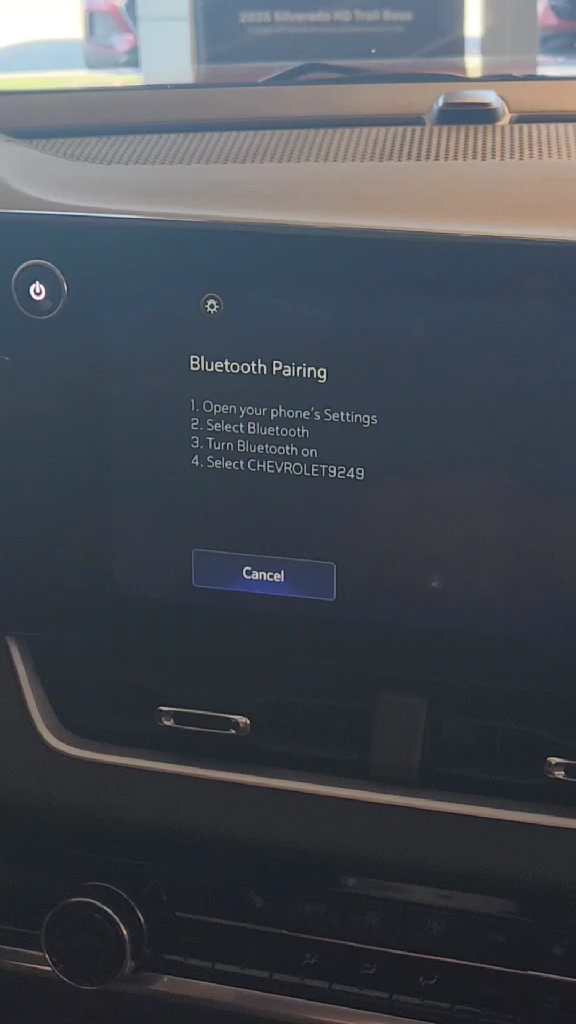 2025 Silverado HD Trail Boss
Bluetooth Pairing
1. Open your phone's Settings
2. Select Bluetooth
3. Turn Bluetooth on
4. Select CHEVROLET9249
Cancel